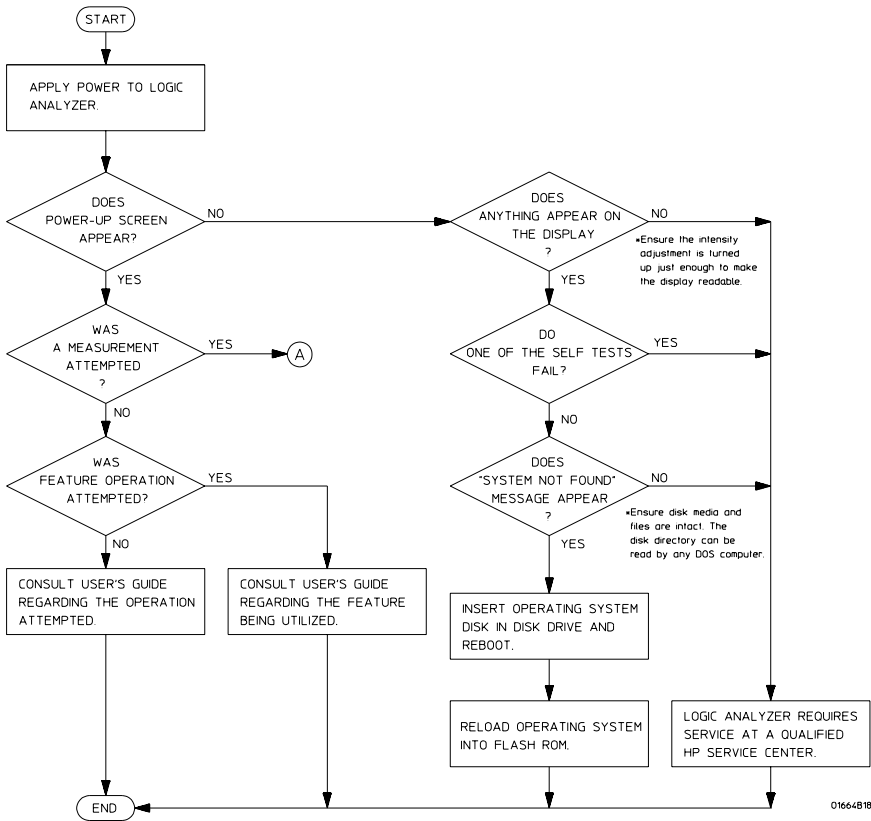 START
APPLY POWER TO LOGIC
ANALYZER.
DOES
POWER-UP SCREEN
APPEAR?
NO
YES
WAS
A MEASUREMENT
ATTEMPTED
?
YES
A
NO
WAS
FEATURE OPERATION
ATTEMPTED?
YES
NO
CONSULT USER'S GUIDE
REGARDING THE OPERATION
ATTEMPTED.
CONSULT USER'S GUIDE
REGARDING THE FEATURE
BEING UTILIZED.
DOES
ANYTHING APPEAR ON
THE DISPLAY
?
NO
*Ensure the intensity
adjustment is turned
up just enough to make
the display readable.
YES
DO
ONE OF THE SELF TESTS
FAIL?
YES
NO
DOES
"SYSTEM NOT FOUND"
MESSAGE APPEAR
?
NO
*Ensure disk media and
files are intact. The
disk directory can be
read by any DOS computer.
YES
INSERT OPERATING SYSTEM
DISK IN DISK DRIVE AND
REBOOT.
RELOAD OPERATING SYSTEM
INTO FLASH ROM.
LOGIC ANALYZER REQUIRES
SERVICE AT A QUALIFIED
HP SERVICE CENTER.
END
01664B18